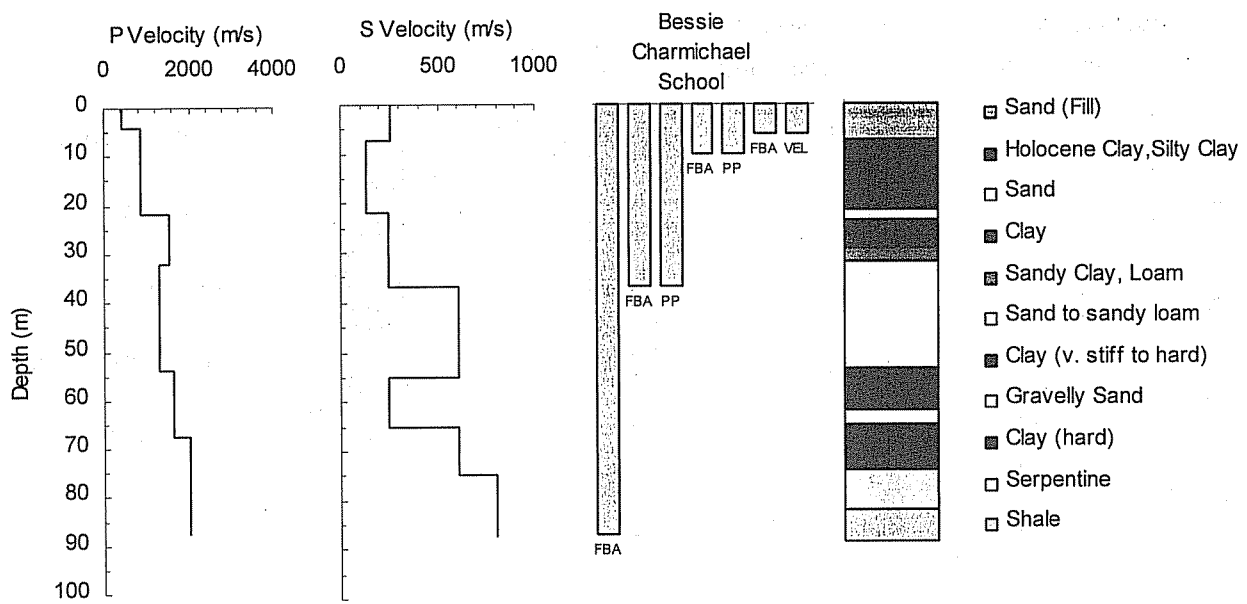 P Velocity (m/s)
0 2000 4000
S Velocity (m/s)
0 500 1000
Bessie
Charmichael
School
Depth (m)
0
10
20
30
40
50
60
70
80
90
100
FBA
FBA
PP
FBA
PP
FBA
VEL
Sand (Fill)
Holocene Clay,Silty Clay
Sand
Clay
Sandy Clay, Loam
Sand to sandy loam
Clay (v. stiff to hard)
Gravelly Sand
Clay (hard)
Serpentine
Shale